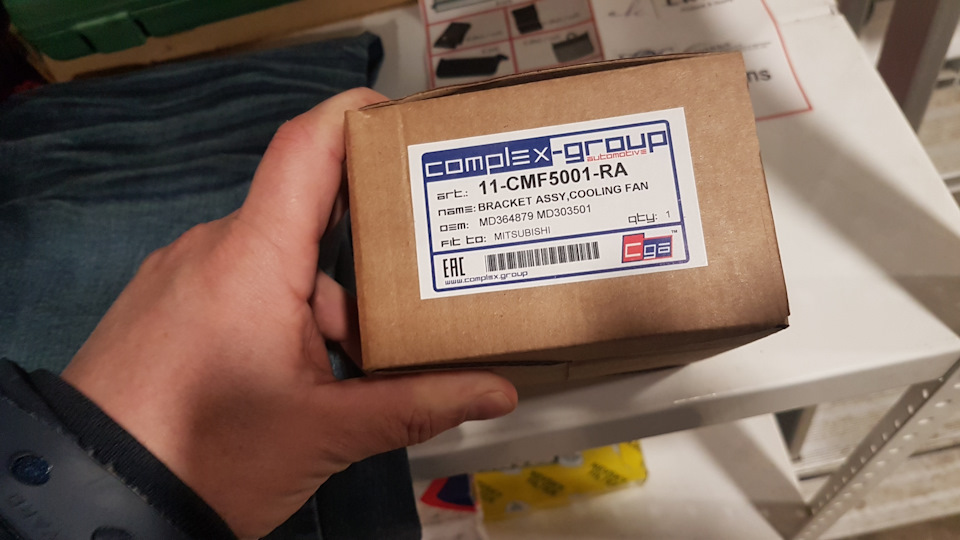 complex-group
automotive
art.: 11-CMF5001-RA
name: BRACKET ASSY,COOLING FAN
oem: MD364879 MD303501
Fit to: MITSUBISHI
qty: 1
EAC
cga™
www.complex.group